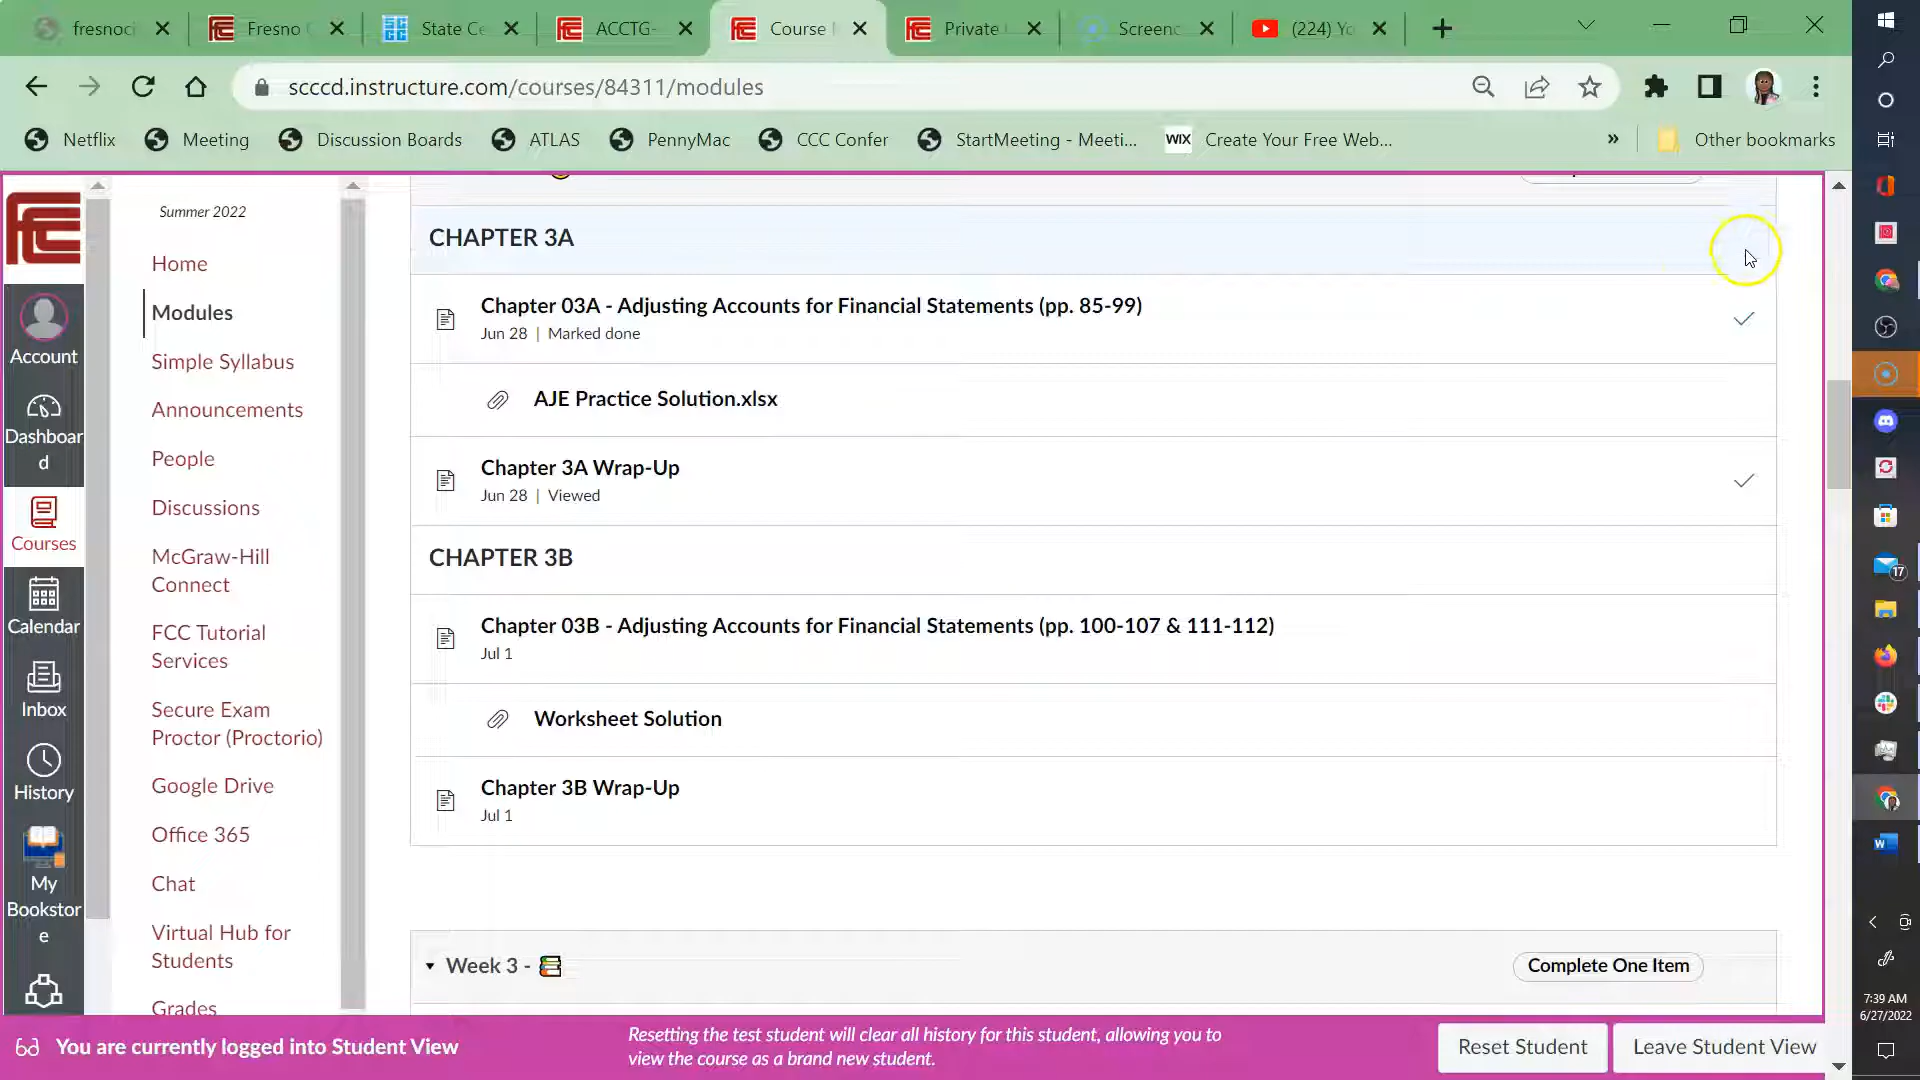 fresnoci
Fresno
State Ce
ACCTG-
Course
Private
Screenc
(224) Yo
scccd.instructure.com/courses/84311/modules
Netflix
Meeting
Discussion Boards
ATLAS
PennyMac
CCC Confer
StartMeeting - Meeti...
WIX
Create Your Free Web...
»
Other bookmarks
Account
Dashboar
d
Courses
Calendar
Inbox
History
My
Bookstor
e
Summer 2022
Home
Modules
Simple Syllabus
Announcements
People
Discussions
McGraw-Hill
Connect
FCC Tutorial
Services
Secure Exam
Proctor (Proctorio)
Google Drive
Office 365
Chat
Virtual Hub for
Students
Grades
CHAPTER 3A
Chapter 03A - Adjusting Accounts for Financial Statements (pp. 85-99)
Jun 28 | Marked done
AJE Practice Solution.xlsx
Chapter 3A Wrap-Up
Jun 28 | Viewed
CHAPTER 3B
Chapter 03B - Adjusting Accounts for Financial Statements (pp. 100-107 & 111-112)
Jul 1
Worksheet Solution
Chapter 3B Wrap-Up
Jul 1
Week 3 -
Complete One Item
17
7:39 AM
6/27/2022
You are currently logged into Student View
Resetting the test student will clear all history for this student, allowing you to
view the course as a brand new student.
Reset Student
Leave Student View